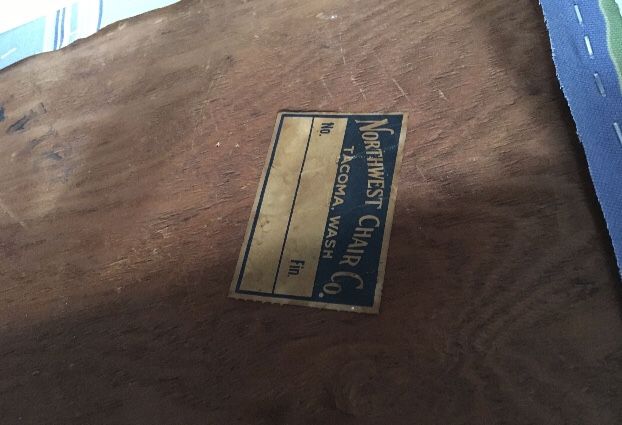 NORTHWEST CHAIR CO.
TACOMA, WASH
No. Fin.